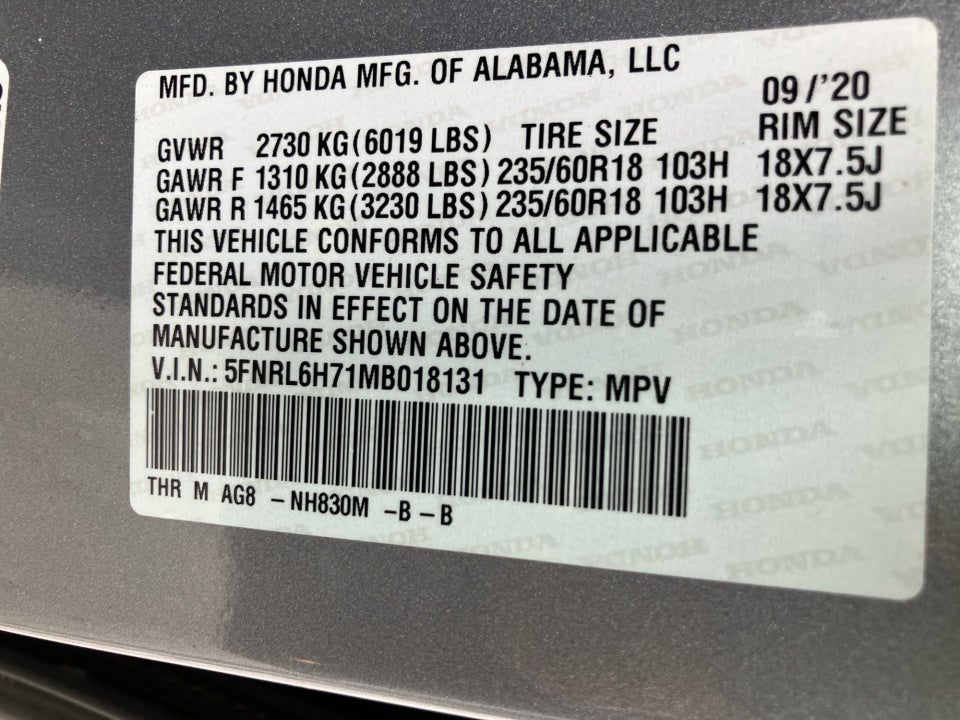 MFD. BY HONDA MFG. OF ALABAMA, LLC
09/'20
GVWR 2730 KG(6019 LBS) TIRE SIZE RIM SIZE
GAWR F 1310 KG(2888 LBS) 235/60R18 103H 18X7.5J
GAWR R 1465 KG(3230 LBS) 235/60R18 103H 18X7.5J
THIS VEHICLE CONFORMS TO ALL APPLICABLE
FEDERAL MOTOR VEHICLE SAFETY
STANDARDS IN EFFECT ON THE DATE OF
MANUFACTURE SHOWN ABOVE.
V.I.N.: 5FNRL6H71MB018131 TYPE: MPV
THR M AG8 -NH830M -B-B